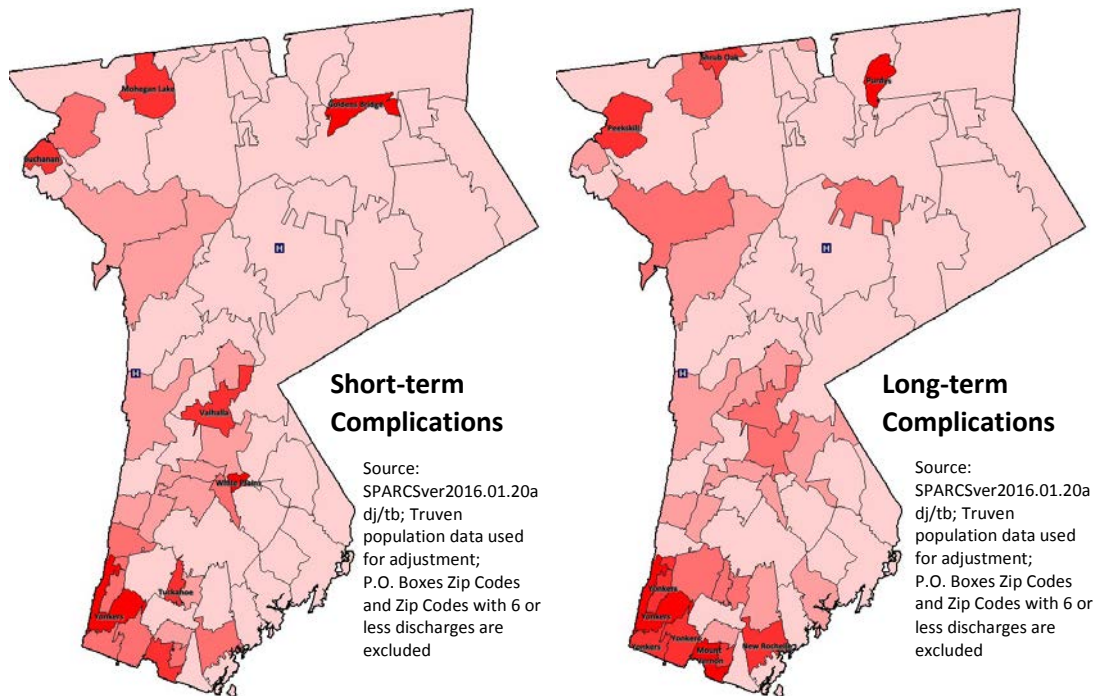 Mohegan Lake
Goldens Bridge
Buchanan
H
H
Valhalla
White Plains
Tuckahoe
Yonkers
Short-term
Complications
Source:
SPARCSver2016.01.20a
dj/tb; Truven
population data used
for adjustment;
P.O. Boxes Zip Codes
and Zip Codes with 6 or
less discharges are
excluded
Shrub Oak
Purdys
Peekskill
H
H
Yonkers
Yonkers
Yonkers
Yonkers
Mount
Vernon
New Rochelle
Long-term
Complications
Source:
SPARCSver2016.01.20a
dj/tb; Truven
population data used
for adjustment;
P.O. Boxes Zip Codes
and Zip Codes with 6 or
less discharges are
excluded